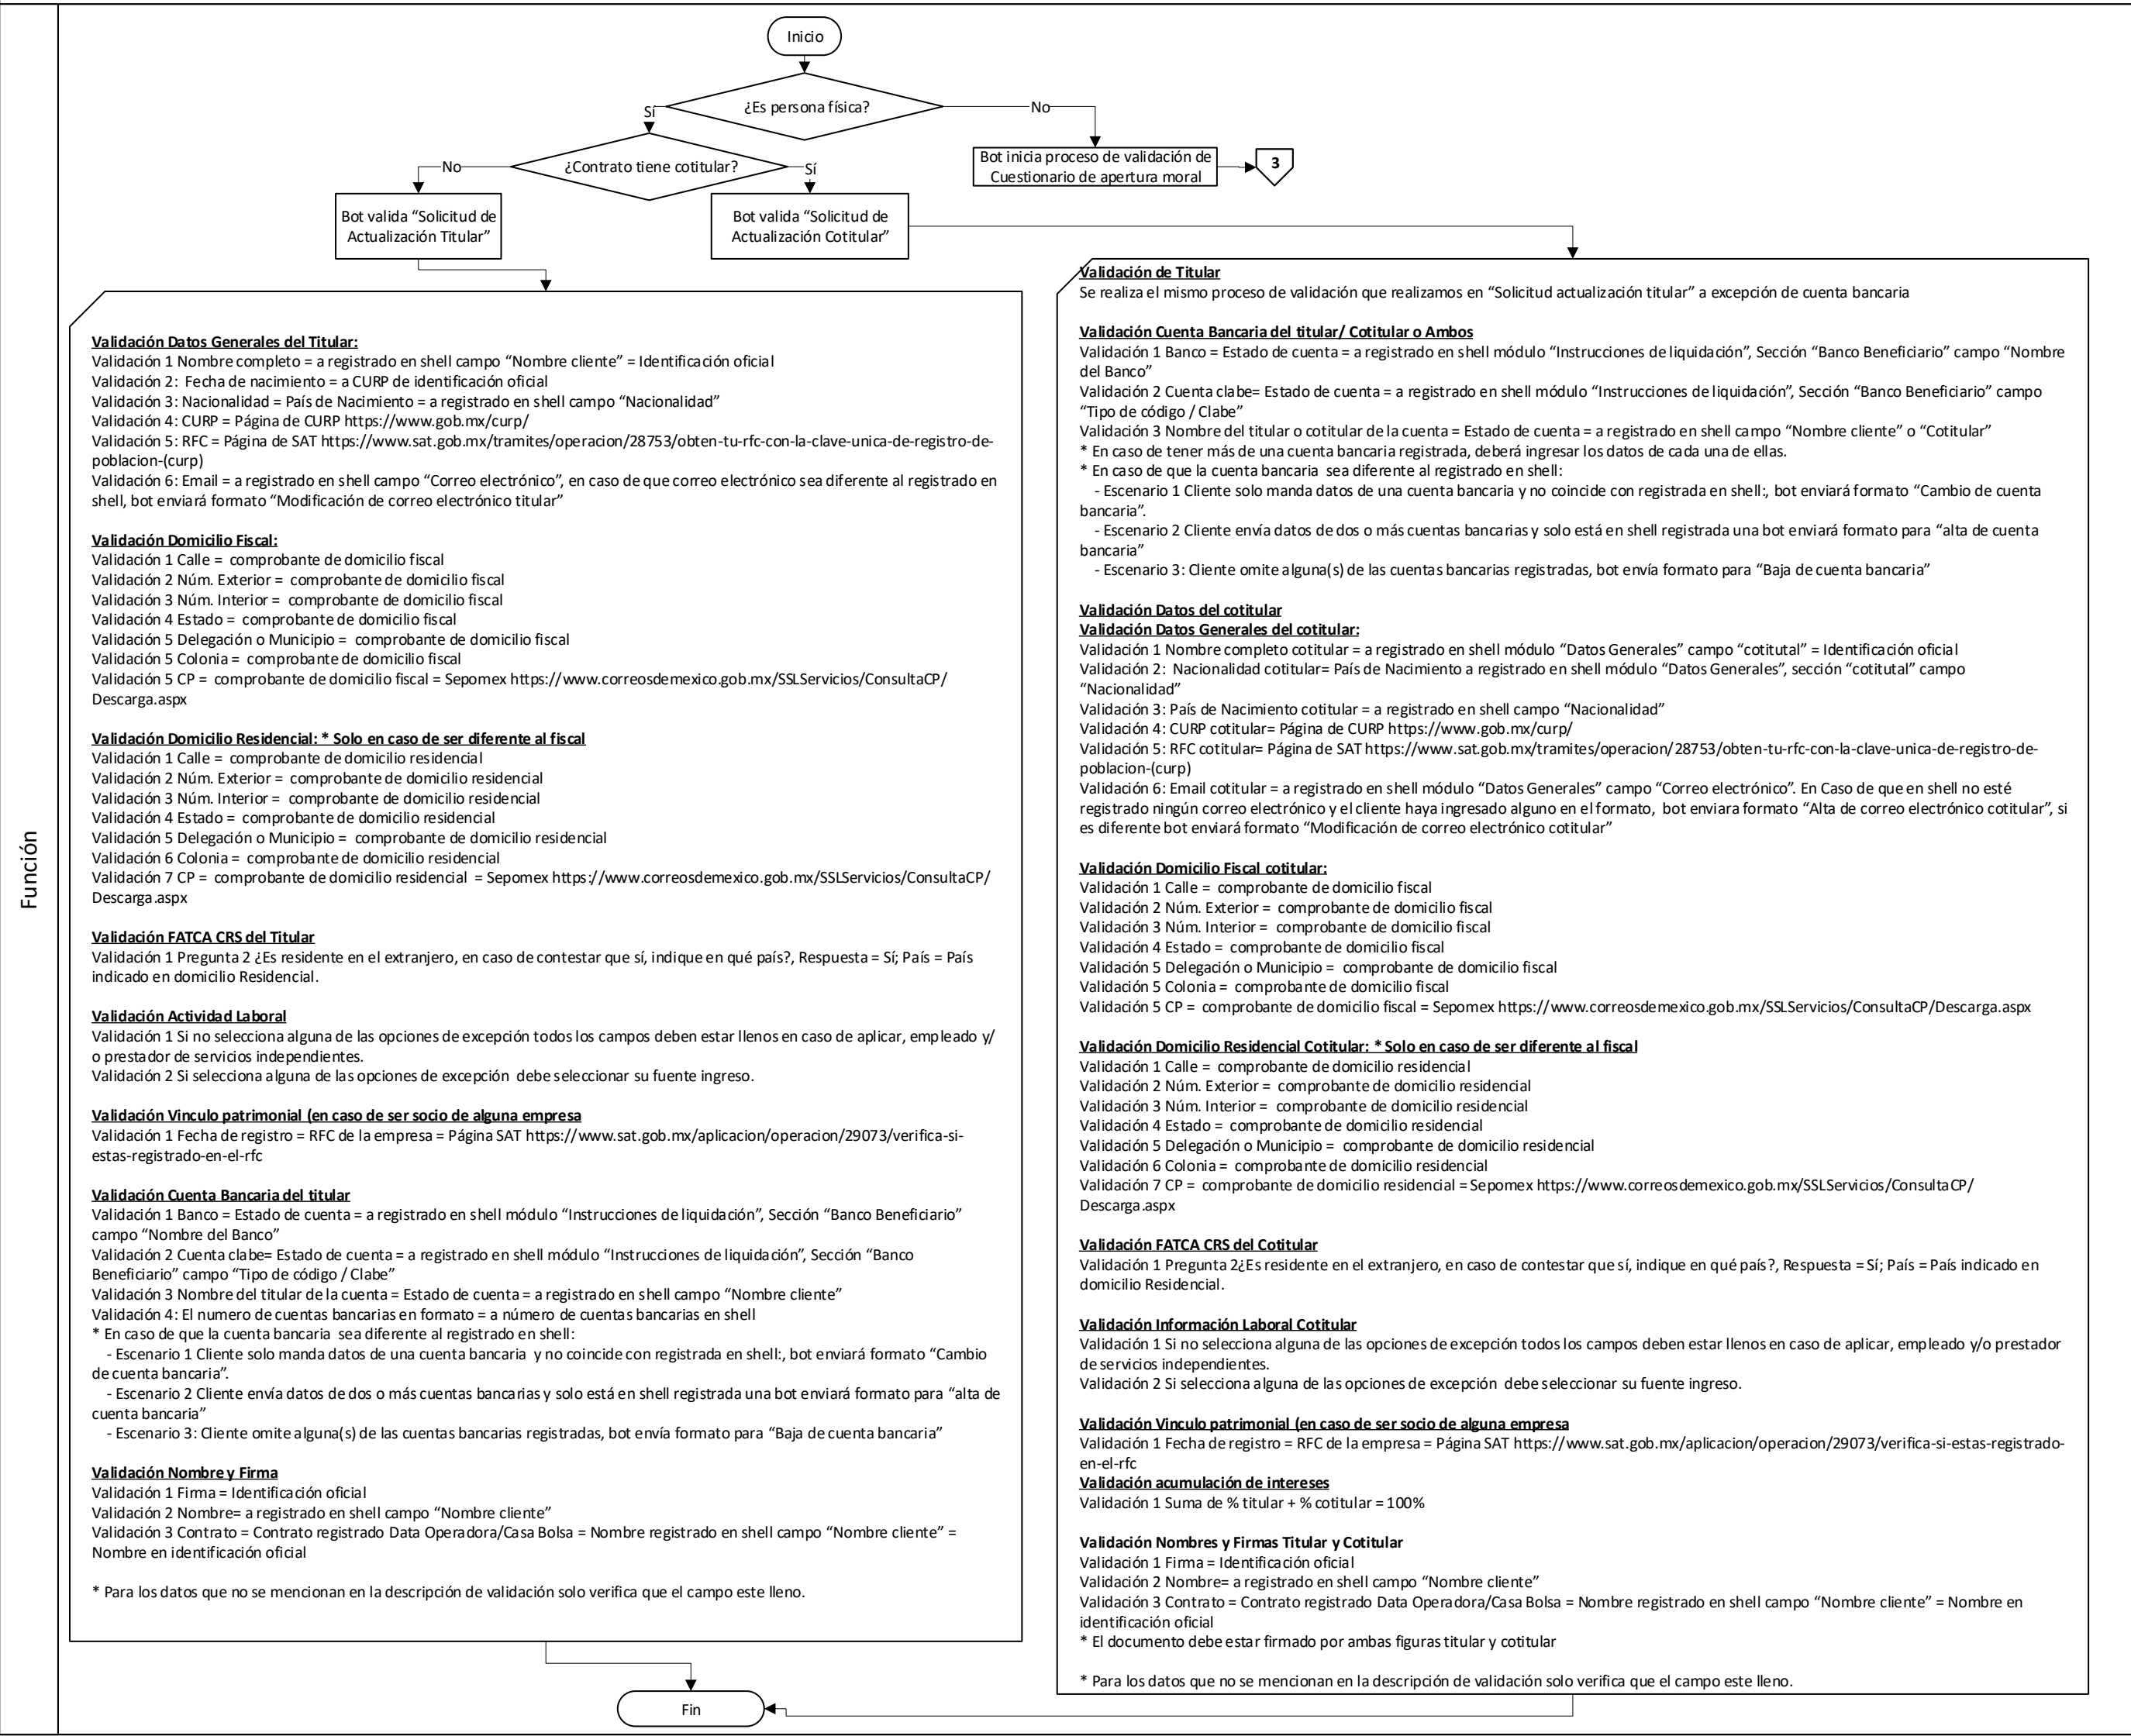 Función
Inicio
¿Es persona física?
Sí
No
¿Contrato tiene cotitular?
No
Sí
Bot inicia proceso de validación de
Cuestionario de apertura moral
3
Bot valida “Solicitud de
Actualización Titular”
Bot valida “Solicitud de
Actualización Cotitular”
Validación Datos Generales del Titular:
Validación 1 Nombre completo = a registrado en shell campo “Nombre cliente” = Identificación oficial
Validación 2:  Fecha de nacimiento = a CURP de identificación oficial
Validación 3: Nacionalidad = País de Nacimiento = a registrado en shell campo “Nacionalidad”
Validación 4: CURP = Página de CURP https://www.gob.mx/curp/
Validación 5: RFC = Página de SAT https://www.sat.gob.mx/tramites/operacion/28753/obten-tu-rfc-con-la-clave-unica-de-registro-de-
poblacion-(curp)
Validación 6: Email = a registrado en shell campo “Correo electrónico”, en caso de que correo electrónico sea diferente al registrado en
shell, bot enviará formato “Modificación de correo electrónico titular”
Validación Domicilio Fiscal:
Validación 1 Calle =  comprobante de domicilio fiscal
Validación 2 Núm. Exterior =  comprobante de domicilio fiscal
Validación 3 Núm. Interior =  comprobante de domicilio fiscal
Validación 4 Estado =  comprobante de domicilio fiscal
Validación 5 Delegación o Municipio =  comprobante de domicilio fiscal
Validación 5 Colonia =  comprobante de domicilio fiscal
Validación 5 CP =  comprobante de domicilio fiscal = Sepomex https://www.correosdemexico.gob.mx/SSLServicios/ConsultaCP/
Descarga.aspx
Validación Domicilio Residencial: * Solo en caso de ser diferente al fiscal
Validación 1 Calle =  comprobante de domicilio residencial
Validación 2 Núm. Exterior =  comprobante de domicilio residencial
Validación 3 Núm. Interior =  comprobante de domicilio residencial
Validación 4 Estado =  comprobante de domicilio residencial
Validación 5 Delegación o Municipio =  comprobante de domicilio residencial
Validación 6 Colonia =  comprobante de domicilio residencial
Validación 7 CP =  comprobante de domicilio residencial  = Sepomex https://www.correosdemexico.gob.mx/SSLServicios/ConsultaCP/
Descarga.aspx
Validación FATCA CRS del Titular
Validación 1 Pregunta 2 ¿Es residente en el extranjero, en caso de contestar que sí, indique en qué país?, Respuesta = Sí; País = País
indicado en domicilio Residencial.
Validación Actividad Laboral
Validación 1 Si no selecciona alguna de las opciones de excepción todos los campos deben estar llenos en caso de aplicar, empleado y/
o prestador de servicios independientes.
Validación 2 Si selecciona alguna de las opciones de excepción  debe seleccionar su fuente ingreso.
Validación Vinculo patrimonial (en caso de ser socio de alguna empresa
Validación 1 Fecha de registro = RFC de la empresa = Página SAT https://www.sat.gob.mx/aplicacion/operacion/29073/verifica-si-
estas-registrado-en-el-rfc
Validación Cuenta Bancaria del titular
Validación 1 Banco = Estado de cuenta = a registrado en shell módulo “Instrucciones de liquidación”, Sección “Banco Beneficiario”
campo “Nombre del Banco”
Validación 2 Cuenta clabe= Estado de cuenta = a registrado en shell módulo “Instrucciones de liquidación”, Sección “Banco
Beneficiario” campo “Tipo de código / Clabe”
Validación 3 Nombre del titular de la cuenta = Estado de cuenta = a registrado en shell campo “Nombre cliente”
Validación 4: El numero de cuentas bancarias en formato = a número de cuentas bancarias en shell
* En caso de que la cuenta bancaria  sea diferente al registrado en shell:
- Escenario 1 Cliente solo manda datos de una cuenta bancaria  y no coincide con registrada en shell:, bot enviará formato “Cambio
de cuenta bancaria”.
- Escenario 2 Cliente envía datos de dos o más cuentas bancarias y solo está en shell registrada una bot enviará formato para “alta de
cuenta bancaria”
- Escenario 3: Cliente omite alguna(s) de las cuentas bancarias registradas, bot envía formato para “Baja de cuenta bancaria”
Validación Nombre y Firma
Validación 1 Firma = Identificación oficial
Validación 2 Nombre= a registrado en shell campo “Nombre cliente”
Validación 3 Contrato = Contrato registrado Data Operadora/Casa Bolsa = Nombre registrado en shell campo “Nombre cliente” =
Nombre en identificación oficial
* Para los datos que no se mencionan en la descripción de validación solo verifica que el campo este lleno.
Validación de Titular
Se realiza el mismo proceso de validación que realizamos en “Solicitud actualización titular” a excepción de cuenta bancaria
Validación Cuenta Bancaria del titular/ Cotitular o Ambos
Validación 1 Banco = Estado de cuenta = a registrado en shell módulo “Instrucciones de liquidación”, Sección “Banco Beneficiario” campo “Nombre
del Banco”
Validación 2 Cuenta clabe= Estado de cuenta = a registrado en shell módulo “Instrucciones de liquidación”, Sección “Banco Beneficiario” campo
“Tipo de código / Clabe”
Validación 3 Nombre del titular o cotitular de la cuenta = Estado de cuenta = a registrado en shell campo “Nombre cliente” o “Cotitular”
* En caso de tener más de una cuenta bancaria registrada, deberá ingresar los datos de cada una de ellas.
* En caso de que la cuenta bancaria  sea diferente al registrado en shell:
- Escenario 1 Cliente solo manda datos de una cuenta bancaria y no coincide con registrada en shell:, bot enviará formato “Cambio de cuenta
bancaria”.
- Escenario 2 Cliente envía datos de dos o más cuentas bancarias y solo está en shell registrada una bot enviará formato para “alta de cuenta
bancaria”
- Escenario 3: Cliente omite alguna(s) de las cuentas bancarias registradas, bot envía formato para “Baja de cuenta bancaria”
Validación Datos del cotitular
Validación Datos Generales del cotitular:
Validación 1 Nombre completo cotitular = a registrado en shell módulo “Datos Generales” campo “cotitutal” = Identificación oficial
Validación 2:  Nacionalidad cotitular= País de Nacimiento a registrado en shell módulo “Datos Generales”, sección “cotitutal” campo
“Nacionalidad”
Validación 3: País de Nacimiento cotitular = a registrado en shell campo “Nacionalidad”
Validación 4: CURP cotitular= Página de CURP https://www.gob.mx/curp/
Validación 5: RFC cotitular= Página de SAT https://www.sat.gob.mx/tramites/operacion/28753/obten-tu-rfc-con-la-clave-unica-de-registro-de-
poblacion-(curp)
Validación 6: Email cotitular = a registrado en shell módulo “Datos Generales” campo “Correo electrónico”. En Caso de que en shell no esté
registrado ningún correo electrónico y el cliente haya ingresado alguno en el formato,  bot enviara formato “Alta de correo electrónico cotitular”, si
es diferente bot enviará formato “Modificación de correo electrónico cotitular”
Validación Domicilio Fiscal cotitular:
Validación 1 Calle =  comprobante de domicilio fiscal
Validación 2 Núm. Exterior =  comprobante de domicilio fiscal
Validación 3 Núm. Interior =  comprobante de domicilio fiscal
Validación 4 Estado =  comprobante de domicilio fiscal
Validación 5 Delegación o Municipio =  comprobante de domicilio fiscal
Validación 5 Colonia =  comprobante de domicilio fiscal
Validación 5 CP =  comprobante de domicilio fiscal = Sepomex https://www.correosdemexico.gob.mx/SSLServicios/ConsultaCP/Descarga.aspx
Validación Domicilio Residencial Cotitular: * Solo en caso de ser diferente al fiscal
Validación 1 Calle =  comprobante de domicilio residencial
Validación 2 Núm. Exterior =  comprobante de domicilio residencial
Validación 3 Núm. Interior =  comprobante de domicilio residencial
Validación 4 Estado =  comprobante de domicilio residencial
Validación 5 Delegación o Municipio =  comprobante de domicilio residencial
Validación 6 Colonia =  comprobante de domicilio residencial
Validación 7 CP =  comprobante de domicilio residencial = Sepomex https://www.correosdemexico.gob.mx/SSLServicios/ConsultaCP/
Descarga.aspx
Validación FATCA CRS del Cotitular
Validación 1 Pregunta 2¿Es residente en el extranjero, en caso de contestar que sí, indique en qué país?, Respuesta = Sí; País = País indicado en
domicilio Residencial.
Validación Información Laboral Cotitular
Validación 1 Si no selecciona alguna de las opciones de excepción todos los campos deben estar llenos en caso de aplicar, empleado y/o prestador
de servicios independientes.
Validación 2 Si selecciona alguna de las opciones de excepción  debe seleccionar su fuente ingreso.
Validación Vinculo patrimonial (en caso de ser socio de alguna empresa
Validación 1 Fecha de registro = RFC de la empresa = Página SAT https://www.sat.gob.mx/aplicacion/operacion/29073/verifica-si-estas-registrado-
en-el-rfc
Validación acumulación de intereses
Validación 1 Suma de % titular + % cotitular = 100%
Validación Nombres y Firmas Titular y Cotitular
Validación 1 Firma = Identificación oficial
Validación 2 Nombre= a registrado en shell campo “Nombre cliente”
Validación 3 Contrato = Contrato registrado Data Operadora/Casa Bolsa = Nombre registrado en shell campo “Nombre cliente” = Nombre en
identificación oficial
* El documento debe estar firmado por ambas figuras titular y cotitular
* Para los datos que no se mencionan en la descripción de validación solo verifica que el campo este lleno.
Fin